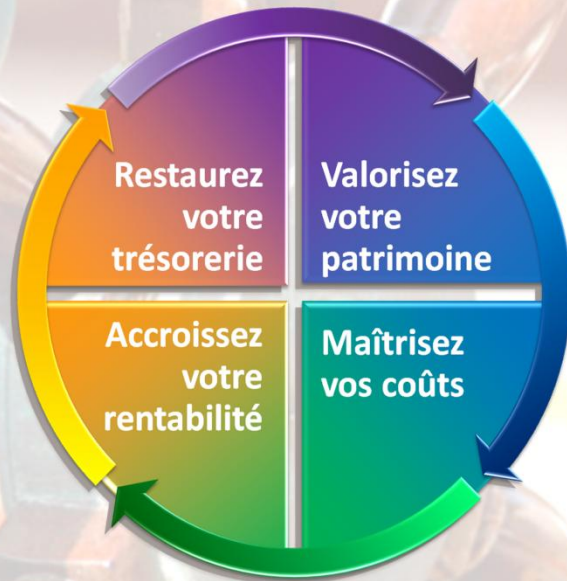 Restaurez
votre
trésorerie
Valorisez
votre
patrimoine
Accroissez
votre
rentabilité
Maîtrisez
vos coûts